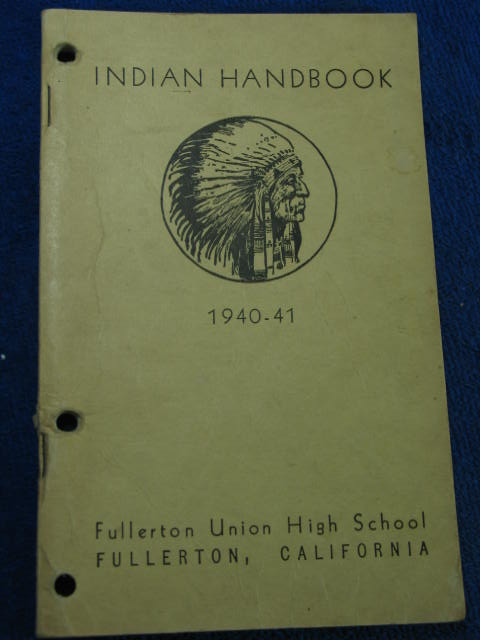 INDIAN HANDBOOK
1940-41
Fullerton Union High School
FULLERTON, CALIFORNIA